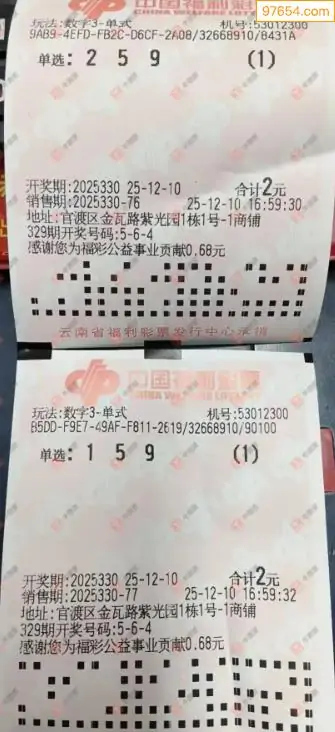 97654.com
中国福利彩票
CHINA WELFARE LOTTERY
玩法:数字3-单式 机号:53012300
9AB9-4EFD-FB2C-D6CF-2A08/32668910/8431A
单选: 2 5 9 (1)
开奖期:2025330 25-12-10 合计2元
销售期:2025330-76 25-12-10 16:59:30
地址:官渡区金瓦路紫光园1栋1号-1商铺
329期开奖号码:5-6-4
感谢您为福彩公益事业贡献0.68元
云南省福利彩票发行中心承销
中国福利彩票
CHINA WELFARE LOTTERY
玩法:数字3-单式 机号:53012300
B5DD-F9E7-49AF-F811-2619/32668910/90100
单选: 1 5 9 (1)
开奖期:2025330 25-12-10 合计2元
销售期:2025330-77 25-12-10 16:59:32
地址:官渡区金瓦路紫光园1栋1号-1商铺
329期开奖号码:5-6-4
感谢您为福彩公益事业贡献0.68元